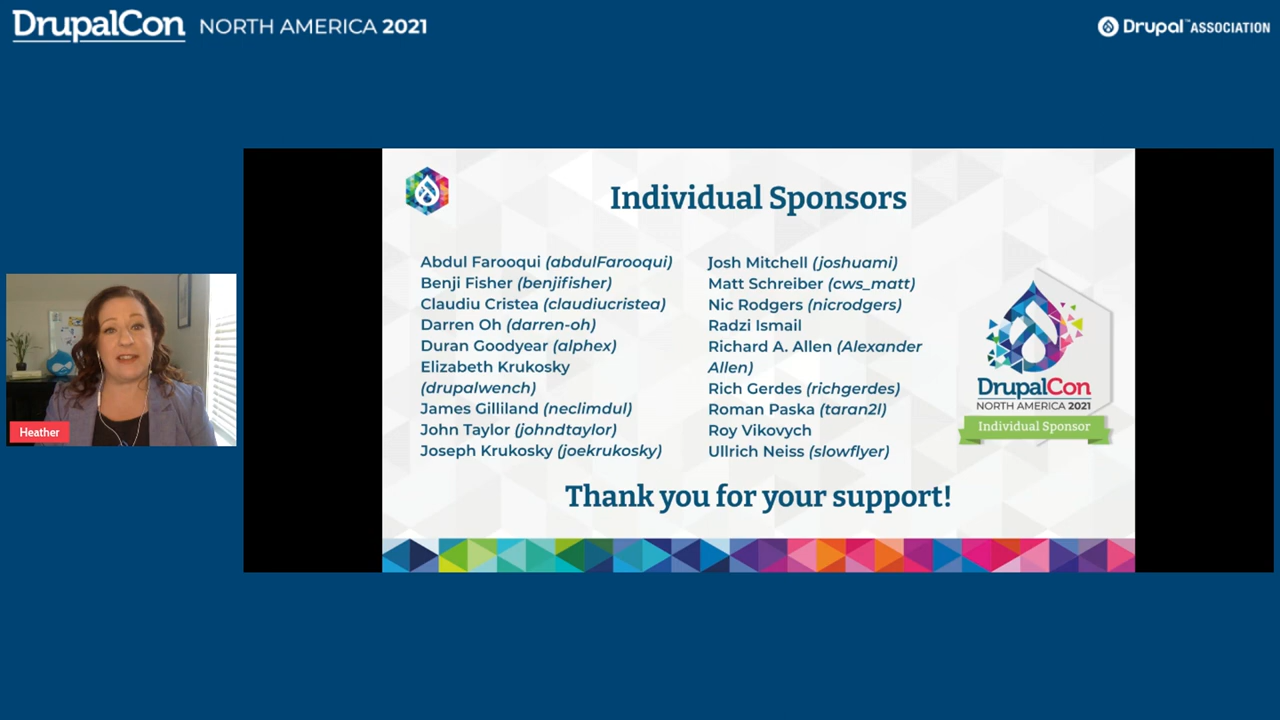 DrupalCon NORTH AMERICA 2021
Drupal™ ASSOCIATION
Individual Sponsors
Abdul Farooqui (abdulFarooqui)
Benji Fisher (benjifisher)
Claudiu Cristea (claudiucristea)
Darren Oh (darren-oh)
Duran Goodyear (alphex)
Elizabeth Krukosky
(drupalwench)
James Gilliland (neclimdul)
John Taylor (johndtaylor)
Joseph Krukosky (joekrukosky)
Josh Mitchell (joshuami)
Matt Schreiber (cws_matt)
Nic Rodgers (nicrodgers)
Radzi Ismail
Richard A. Allen (Alexander
Allen)
Rich Gerdes (richgerdes)
Roman Paska (taran2l)
Roy Vikovych
Ullrich Neiss (slowflyer)
DrupalCon
NORTH AMERICA 2021
Individual Sponsor
Thank you for your support!
Heather